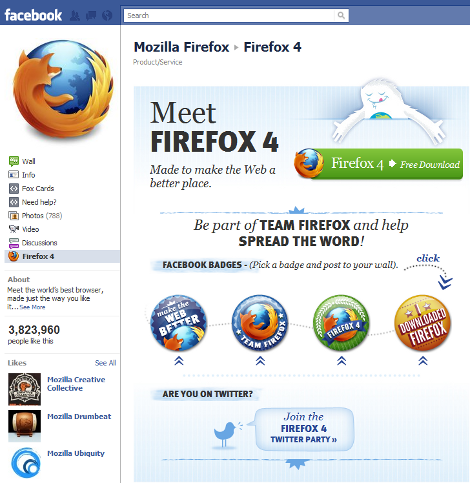 facebook
Search
Mozilla Firefox ▸ Firefox 4
Product/Service
Wall
Info
Fox Cards
Need help?
Photos (788)
Video
Discussions
Firefox 4
About
Meet the world's best browser,
made just the way you like
it... See More
3,823,960
people like this
Likes
See All
Mozilla Creative
Collective
Mozilla Drumbeat
Mozilla Ubiquity
Meet
FIREFOX 4
Made to make the Web a
better place.
Firefox 4 Free Download
Be part of TEAM FIREFOX and help
SPREAD THE WORD!
FACEBOOK BADGES - (Pick a badge and post to your wall).
click
make the
WEB
BETTER
TEAM FIREFOX
FIREFOX 4
I
DOWNLOADED
FIREFOX
ARE YOU ON TWITTER?
Join the
FIREFOX 4
TWITTER PARTY »